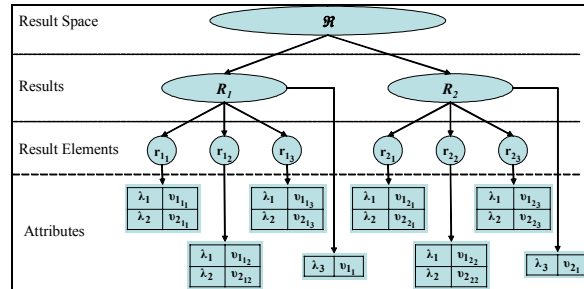 Result Space
ℜ
Results
R₁ R₂
Result Elements
r₁₁ r₁₂ r₁₃ r₂₁ r₂₂ r₂₃
Attributes
λ₁ υ₁₁₁ λ₁ υ₁₁₃ λ₁ υ₁₂₁ λ₁ υ₁₂₃
λ₂ υ₂₁₁ λ₂ υ₂₁₃ λ₂ υ₂₂₁ λ₂ υ₂₂₃
λ₁ υ₁₁₂ λ₁ υ₁₂₂
λ₂ υ₂₁₂ λ₃ υ₁₁ λ₂ υ₂₂₂ λ₃ υ₂₁